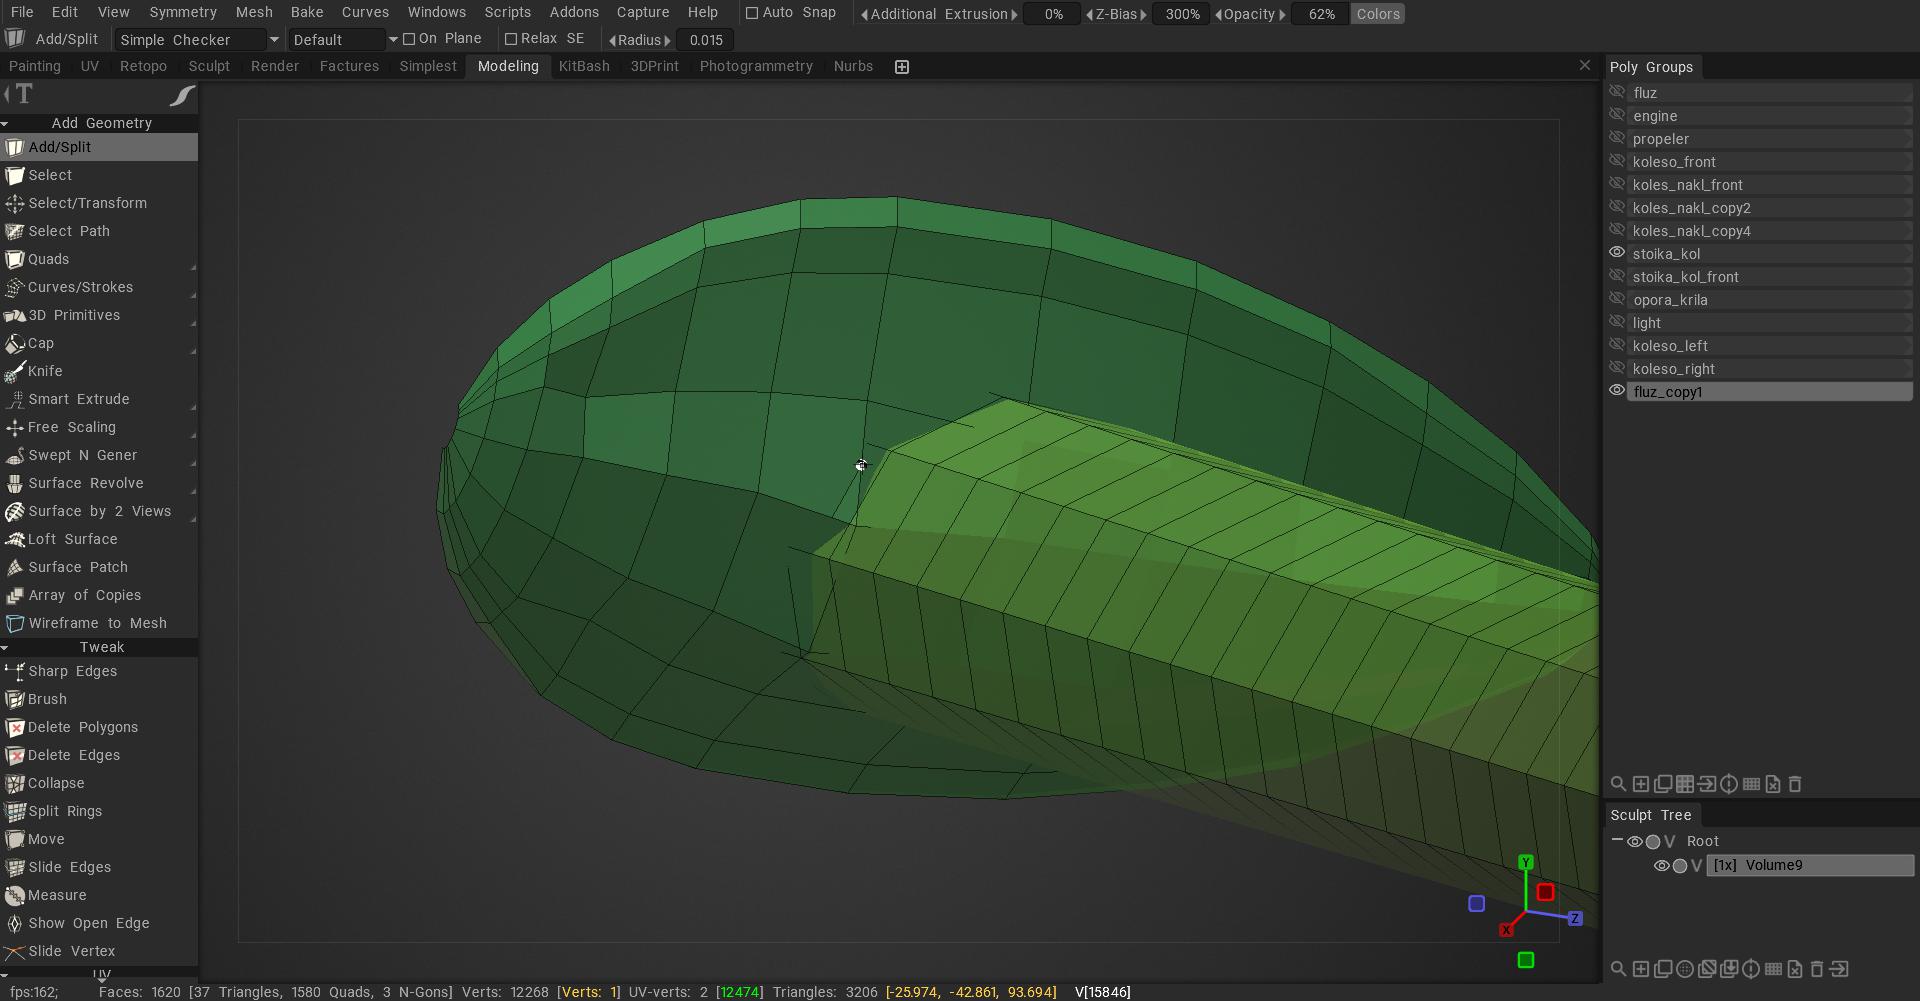 File Edit View Symmetry Mesh Bake Curves Windows Scripts Addons Capture Help Auto Snap Additional Extrusion 0% Z-Bias 300% Opacity 62% Colors
Add/Split Simple Checker Default On Plane Relax SE Radius 0.015
Painting UV Retopo Sculpt Render Factures Simplest Modeling KitBash 3DPrint Photogrammetry Nurbs
T
Add Geometry
Add/Split
Select
Select/Transform
Select Path
Quads
Curves/Strokes
3D Primitives
Cap
Knife
Smart Extrude
Free Scaling
Swept N Gener
Surface Revolve
Surface by 2 Views
Loft Surface
Surface Patch
Array of Copies
Wireframe to Mesh
Tweak
Sharp Edges
Brush
Delete Polygons
Delete Edges
Collapse
Split Rings
Move
Slide Edges
Measure
Show Open Edge
Slide Vertex
UV
Y
Z
X
Poly Groups
fluz
engine
propeler
koleso_front
koles_nakl_front
koles_nakl_copy2
koles_nakl_copy4
stoika_kol
stoika_kol_front
opora_krila
light
koleso_left
koleso_right
fluz_copy1
Sculpt Tree
V Root
V [1x] Volume9
fps:162; Faces: 1620 [37 Triangles, 1580 Quads, 3 N-Gons] Verts: 12268 [Verts: 1] UV-verts: 2 [12474] Triangles: 3206 [-25.974, -42.861, 93.694] V[15846]